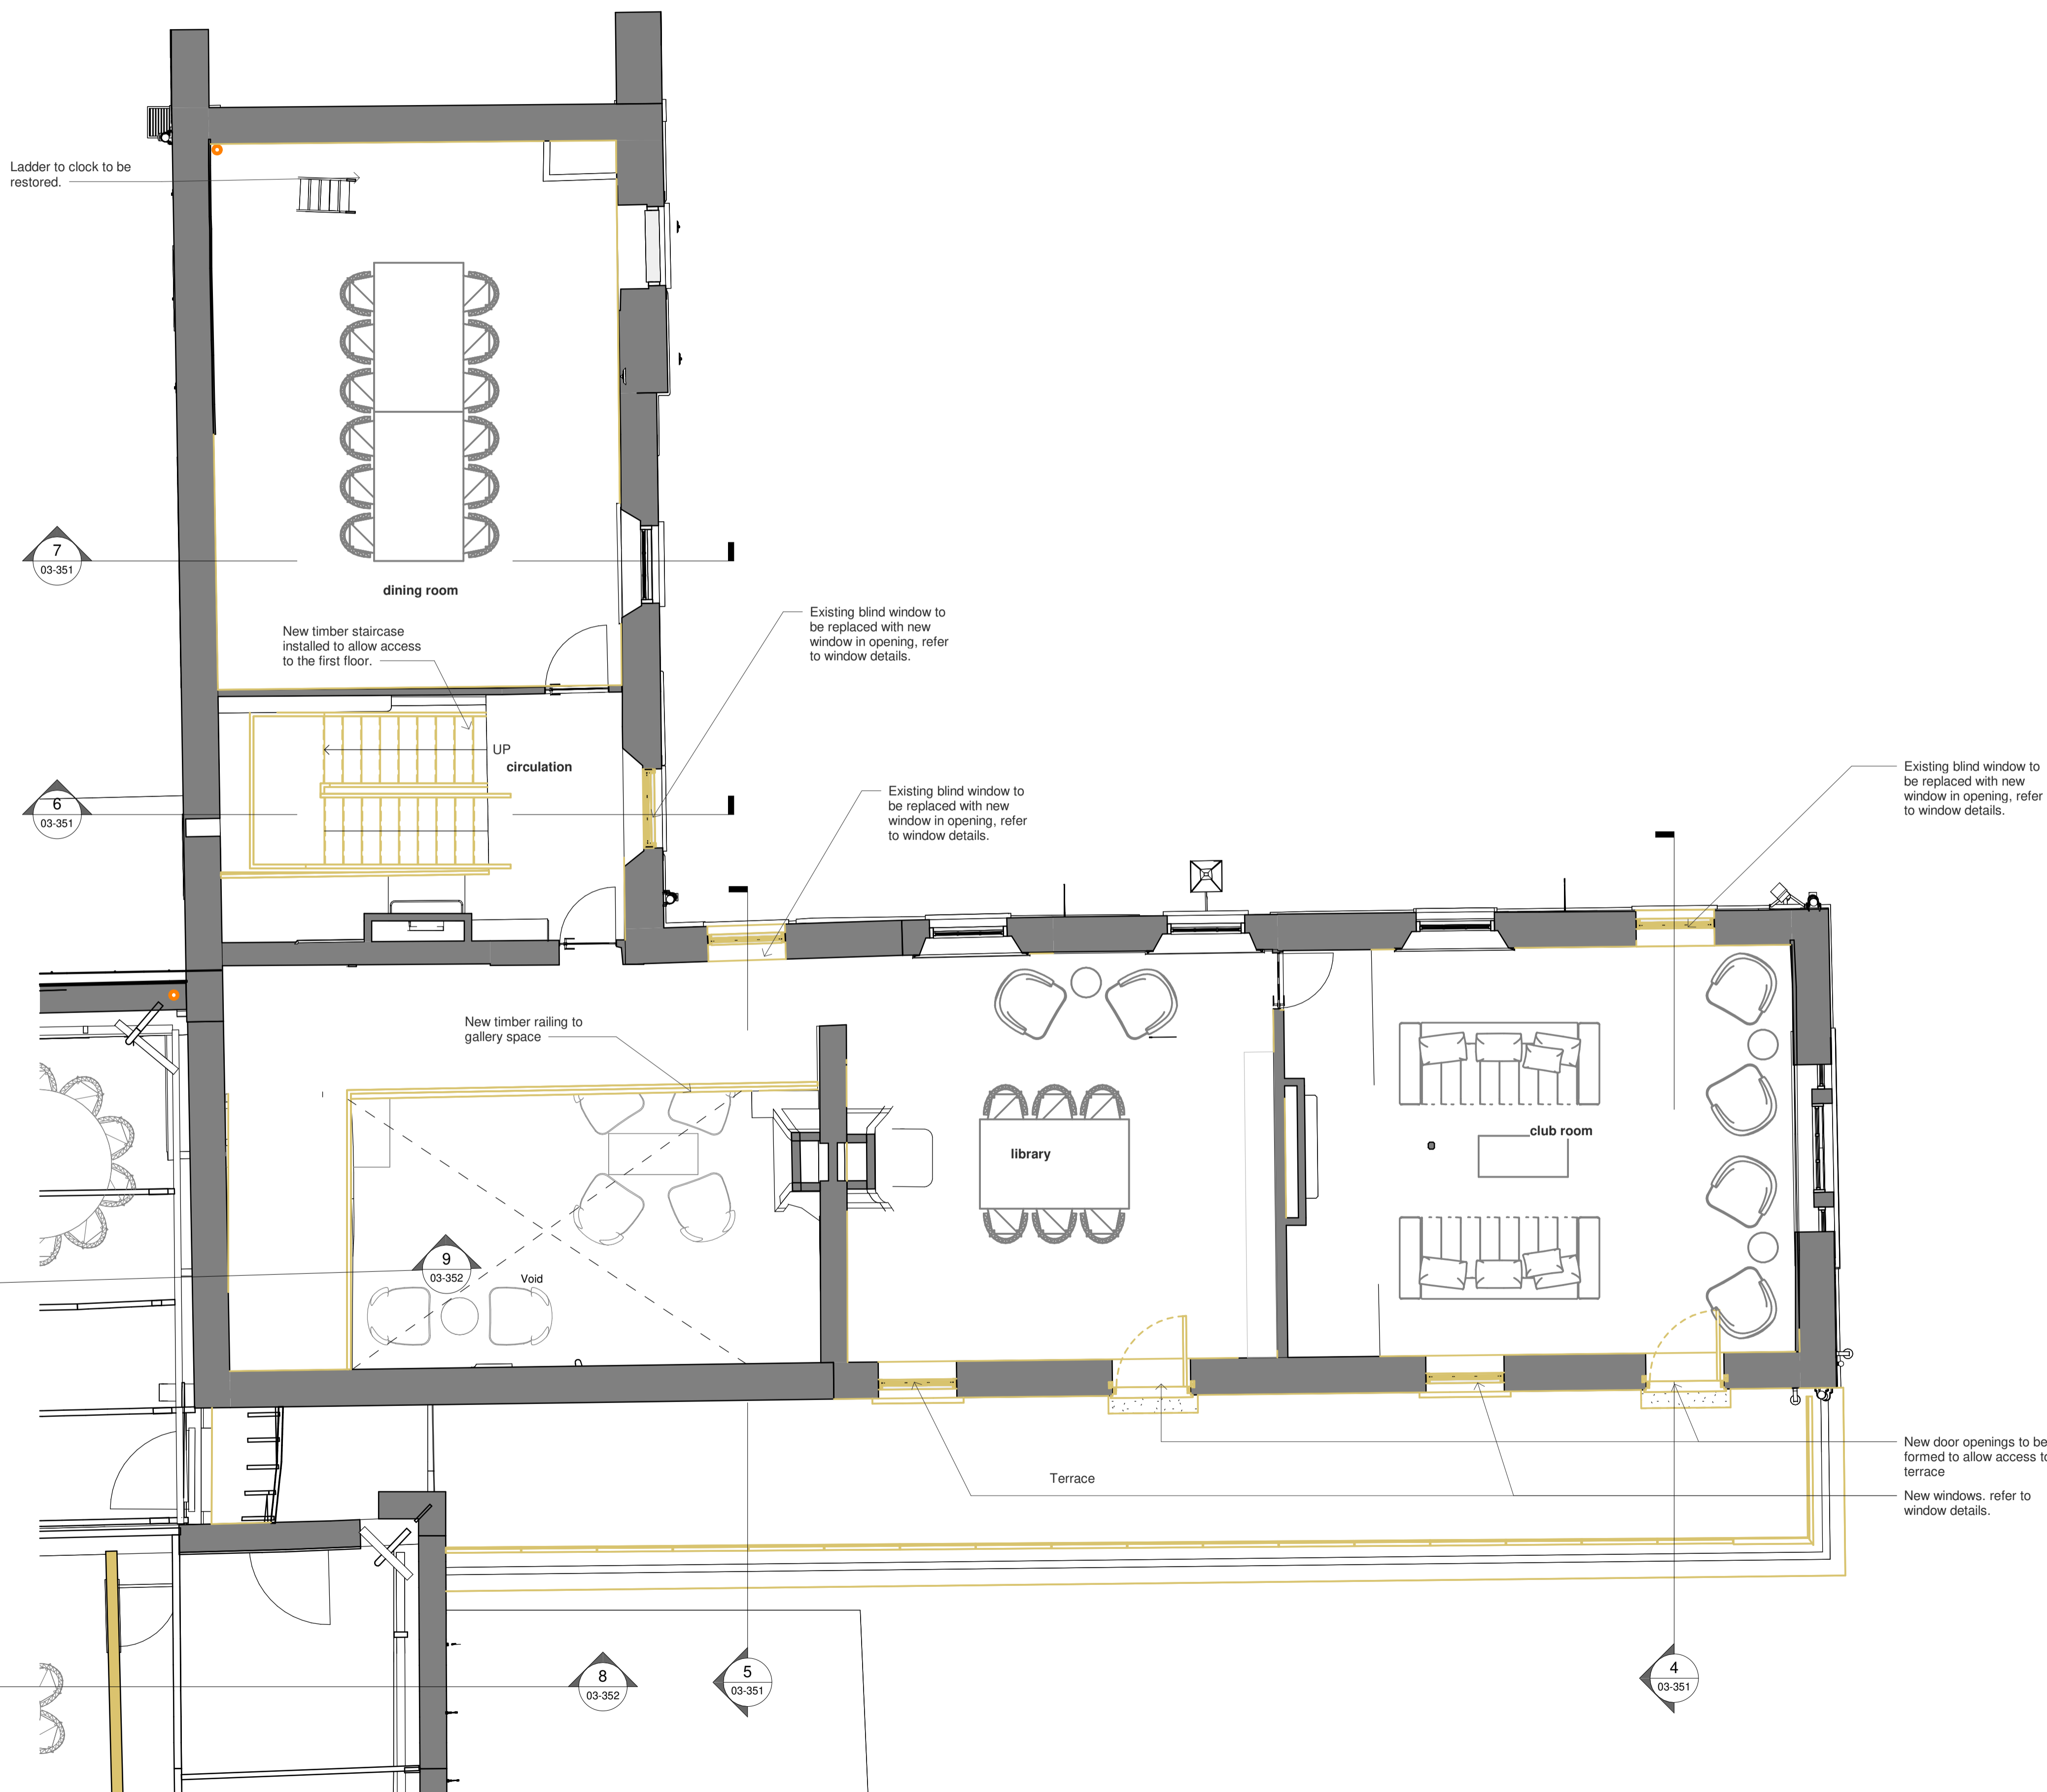 Ladder to clock to be
restored.
7
03-351
dining room
New timber staircase
installed to allow access
to the first floor.
Existing blind window to
be replaced with new
window in opening, refer
to window details.
UP
circulation
6
03-351
Existing blind window to
be replaced with new
window in opening, refer
to window details.
Existing blind window to
be replaced with new
window in opening, refer
to window details.
New timber railing to
gallery space
library
club room
9
03-352
Void
Terrace
New door openings to be
formed to allow access to
terrace
New windows. refer to
window details.
8
03-352
5
03-351
4
03-351